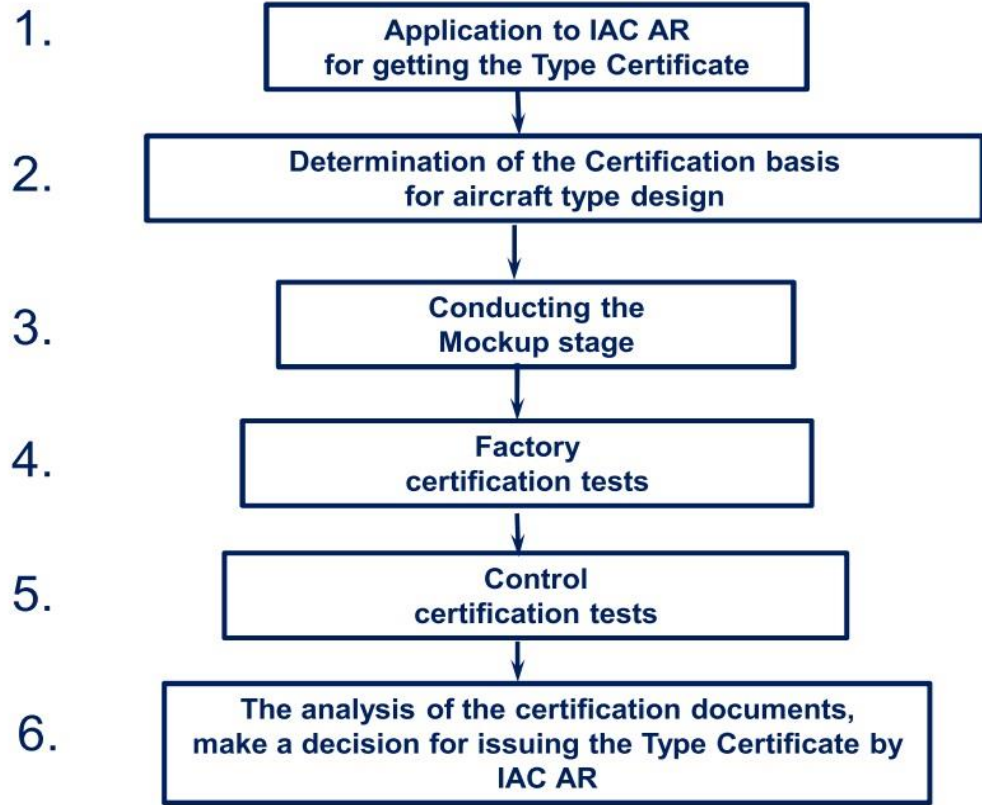 1.
Application to IAC AR
for getting the Type Certificate
2.
Determination of the Certification basis
for aircraft type design
3.
Conducting the
Mockup stage
4.
Factory
certification tests
5.
Control
certification tests
6.
The analysis of the certification documents,
make a decision for issuing the Type Certificate by
IAC AR